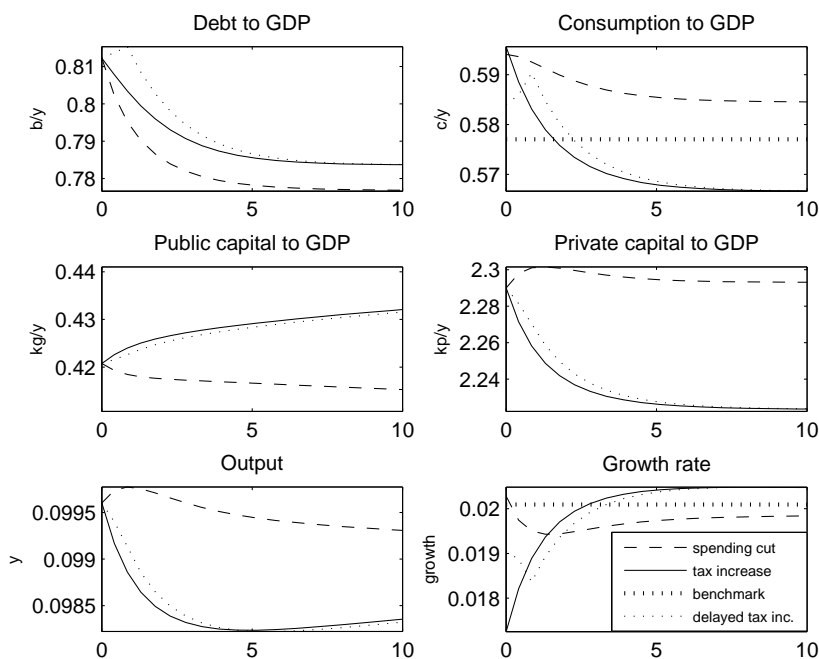 Debt to GDP
b/y
0.81
0.8
0.79
0.78
0 5 10
Consumption to GDP
c/y
0.59
0.58
0.57
0 5 10
Public capital to GDP
kg/y
0.44
0.43
0.42
0 5 10
Private capital to GDP
kp/y
2.3
2.28
2.26
2.24
0 5 10
Output
y
0.0995
0.099
0.0985
0 5 10
Growth rate
growth
0.02
0.019
0.018
0 5 10
spending cut
tax increase
benchmark
delayed tax inc.